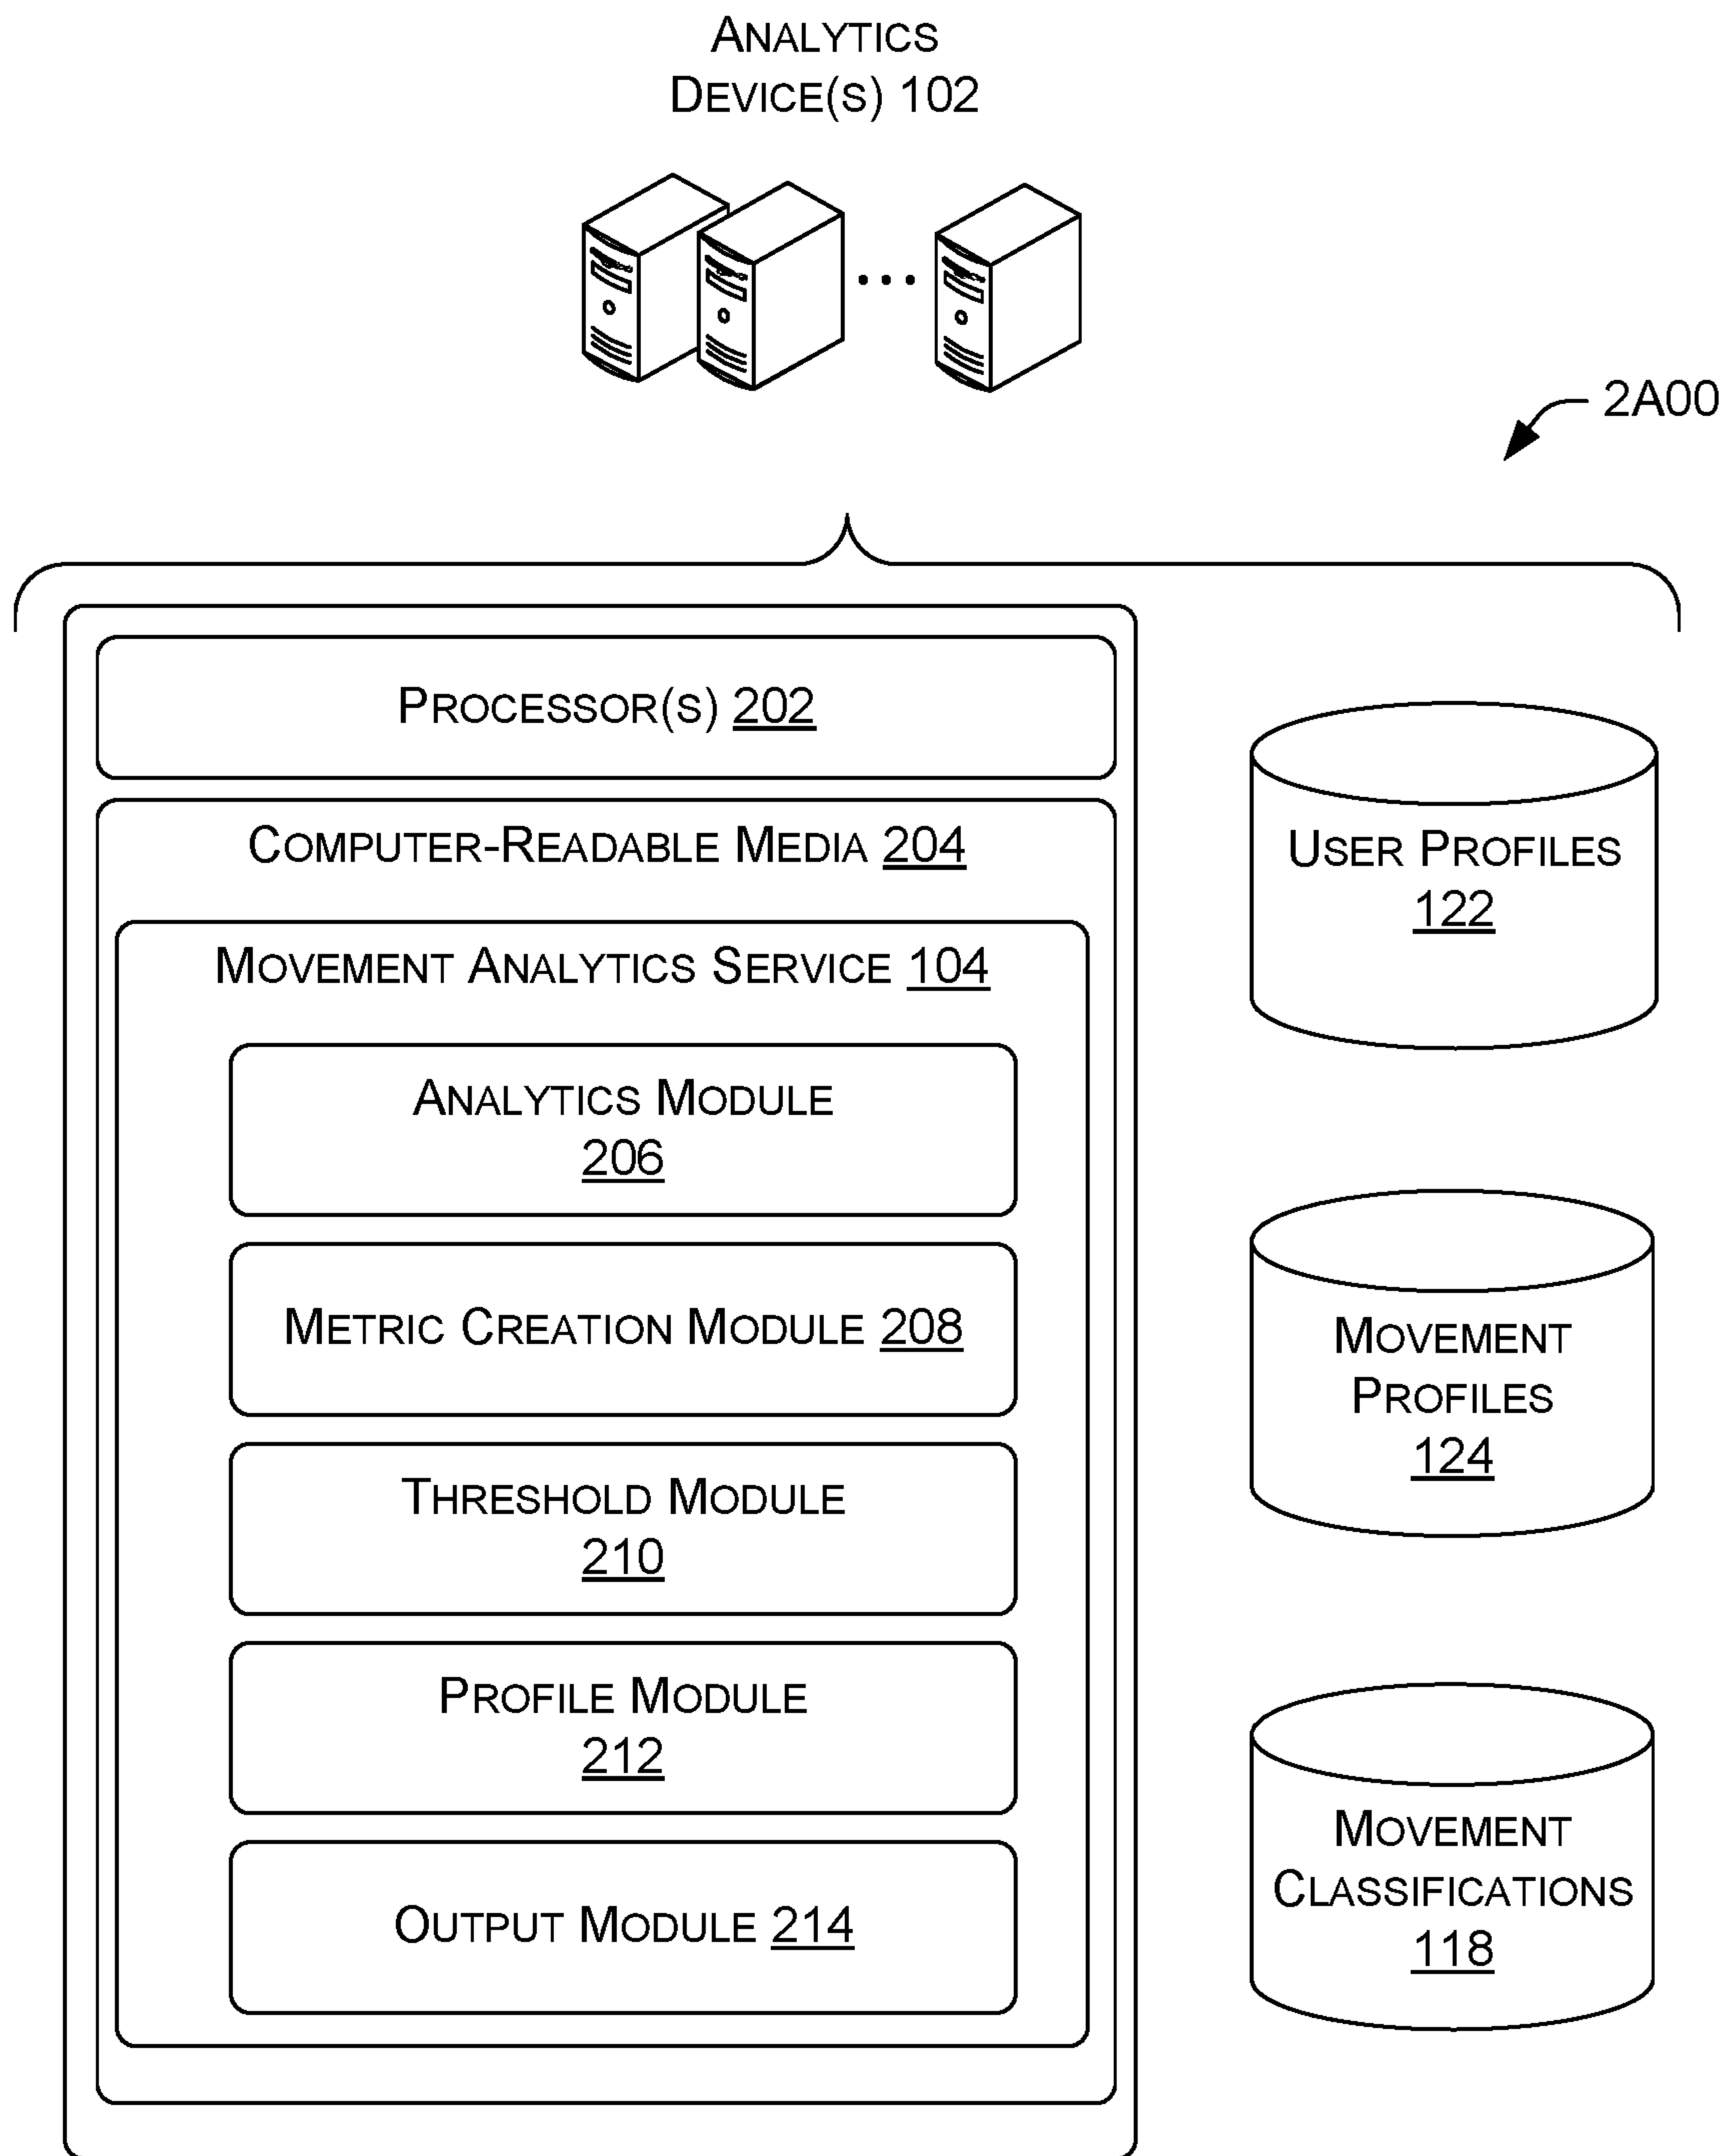 ANALYTICS
DEVICE(S) 102
2A00
PROCESSOR(S) 202
COMPUTER-READABLE MEDIA 204
MOVEMENT ANALYTICS SERVICE 104
ANALYTICS MODULE
206
METRIC CREATION MODULE 208
THRESHOLD MODULE
210
PROFILE MODULE
212
OUTPUT MODULE 214
USER PROFILES
122
MOVEMENT
PROFILES
124
MOVEMENT
CLASSIFICATIONS
118